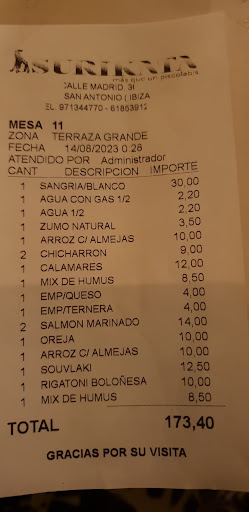 SURIKATA
más que un piscolabis
CALLE MADRID, 3
SAN ANTONIO ( IBIZA
EL. 971344770 - 61853912
MESA 11
ZONA TERRAZA GRANDE
FECHA 14/08/2023 0:28
ATENDIDO POR Administrador
CANT DESCRIPCION IMPORTE
1 SANGRIA/BLANCO 30,00
1 AGUA CON GAS 1/2 2,20
1 AGUA 1/2 2,20
1 ZUMO NATURAL 3,50
1 ARROZ C/ ALMEJAS 10,00
2 CHICHARRON 9,00
1 CALAMARES 12,00
1 MIX DE HUMUS 8,50
1 EMP/QUESO 4,00
1 EMP/TERNERA 4,00
2 SALMON MARINADO 14,00
1 OREJA 10,00
1 ARROZ C/ ALMEJAS 10,00
1 SOUVLAKI 12,50
1 RIGATONI BOLOÑESA 10,00
1 MIX DE HUMUS 8,50
TOTAL 173,40
GRACIAS POR SU VISITA